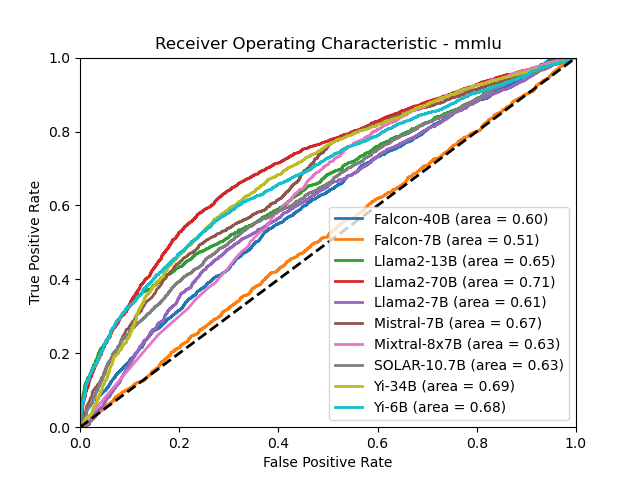 Receiver Operating Characteristic - mmlu
True Positive Rate
1.0
0.8
0.6
0.4
0.2
0.0
Falcon-40B (area = 0.60)
Falcon-7B (area = 0.51)
Llama2-13B (area = 0.65)
Llama2-70B (area = 0.71)
Llama2-7B (area = 0.61)
Mistral-7B (area = 0.67)
Mixtral-8x7B (area = 0.63)
SOLAR-10.7B (area = 0.63)
Yi-34B (area = 0.69)
Yi-6B (area = 0.68)
0.0 0.2 0.4 0.6 0.8 1.0
False Positive Rate